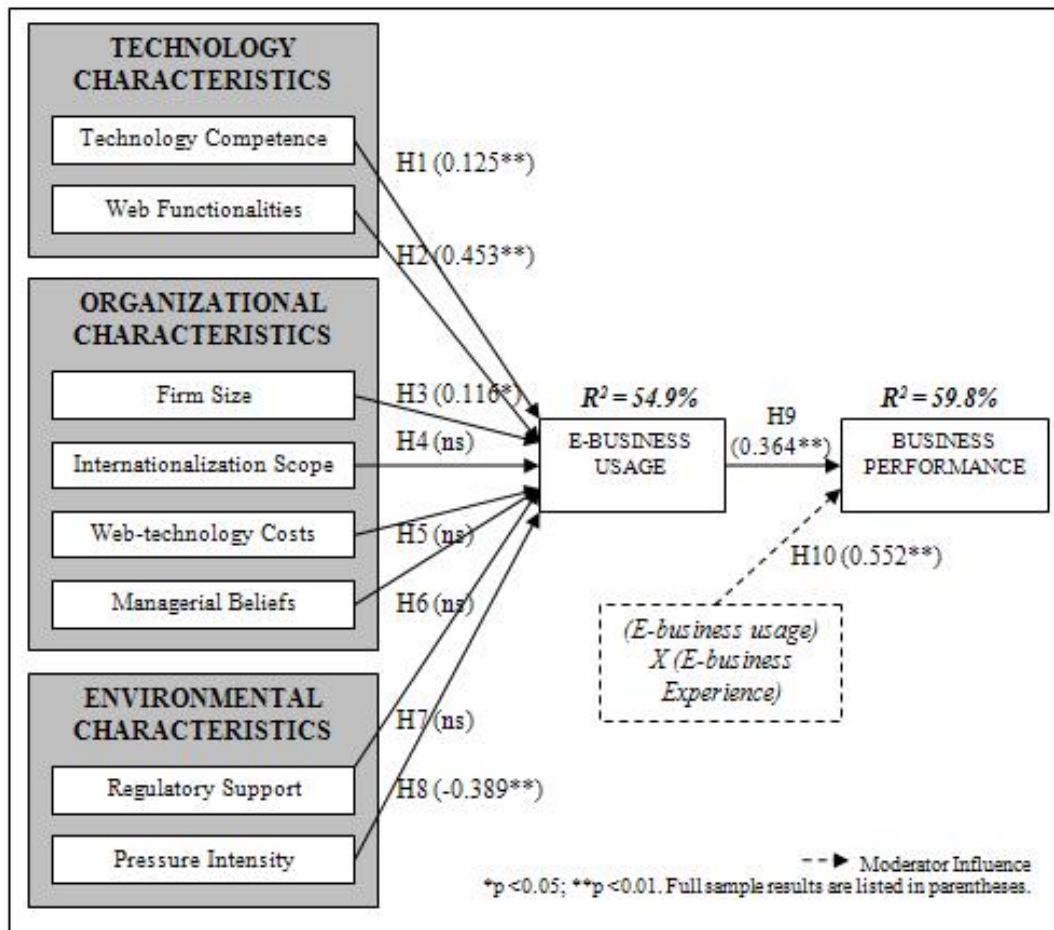 TECHNOLOGY
CHARACTERISTICS
Technology Competence
Web Functionalities
ORGANIZATIONAL
CHARACTERISTICS
Firm Size
Internationalization Scope
Web-technology Costs
Managerial Beliefs
ENVIRONMENTAL
CHARACTERISTICS
Regulatory Support
Pressure Intensity
H1 (0.125**)
H2 (0.453**)
H3 (0.116*)
H4 (ns)
H5 (ns)
H6 (ns)
H7 (ns)
H8 (-0.389**)
R² = 54.9%
E-BUSINESS
USAGE
H9
(0.364**)
R² = 59.8%
BUSINESS
PERFORMANCE
H10 (0.552**)
(E-business usage)
X (E-business
Experience)
Moderator Influence
*p <0.05; **p <0.01. Full sample results are listed in parentheses.